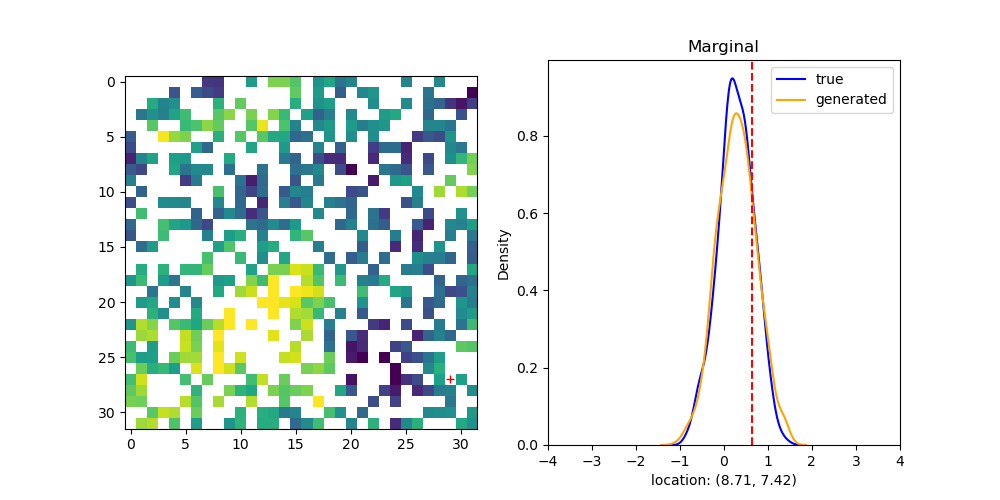 Marginal
0
5
10
15
20
25
30
0 5 10 15 20 25 30
Density
0.0
0.2
0.4
0.6
0.8
true
generated
−4 −3 −2 −1 0 1 2 3 4
location: (8.71, 7.42)